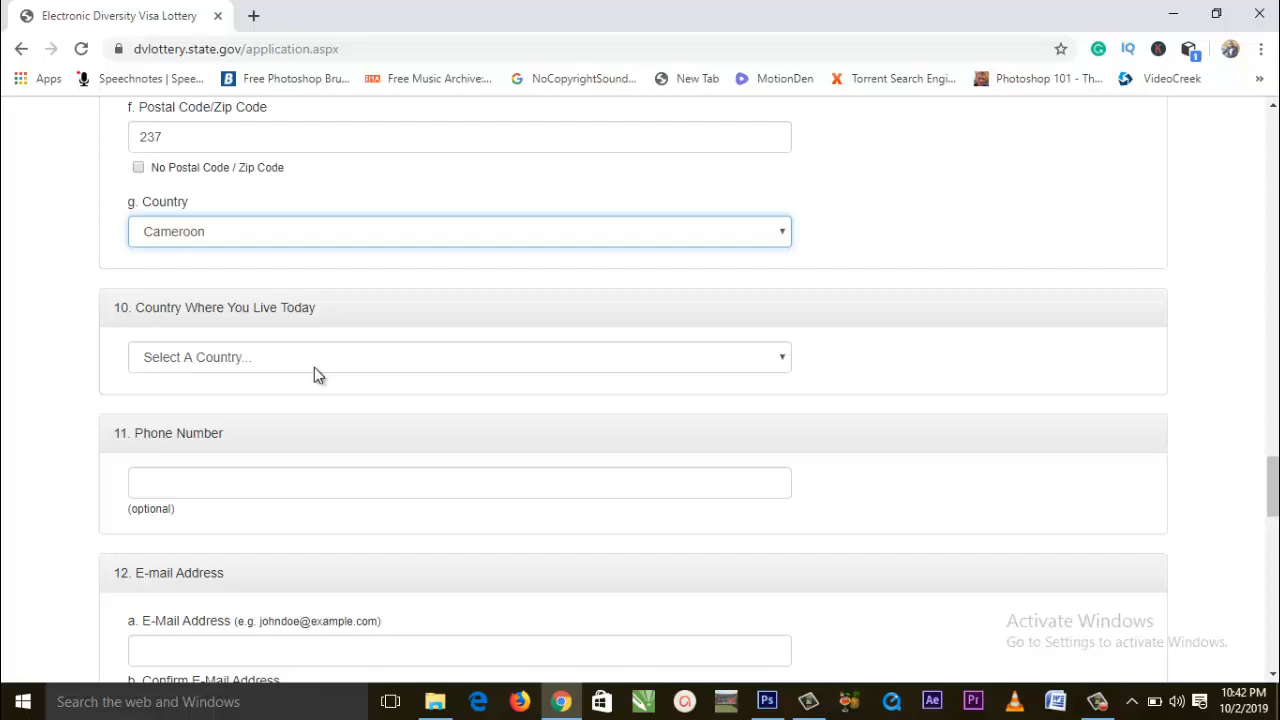 Electronic Diversity Visa Lottery
dvlottery.state.gov/application.aspx
Apps
Speechnotes | Spee...
Free Photoshop Bru...
Free Music Archive:...
NoCopyrightSound...
New Tab
MotionDen
Torrent Search Engi...
Photoshop 101 - Th...
VideoCreek
f. Postal Code/Zip Code
237
No Postal Code / Zip Code
g. Country
Cameroon
10. Country Where You Live Today
Select A Country...
11. Phone Number
(optional)
12. E-mail Address
a. E-Mail Address (e.g. johndoe@example.com)
b. Confirm E-Mail Address
Activate Windows
Go to Settings to activate Windows.
Search the web and Windows
10:42 PM
10/2/2019